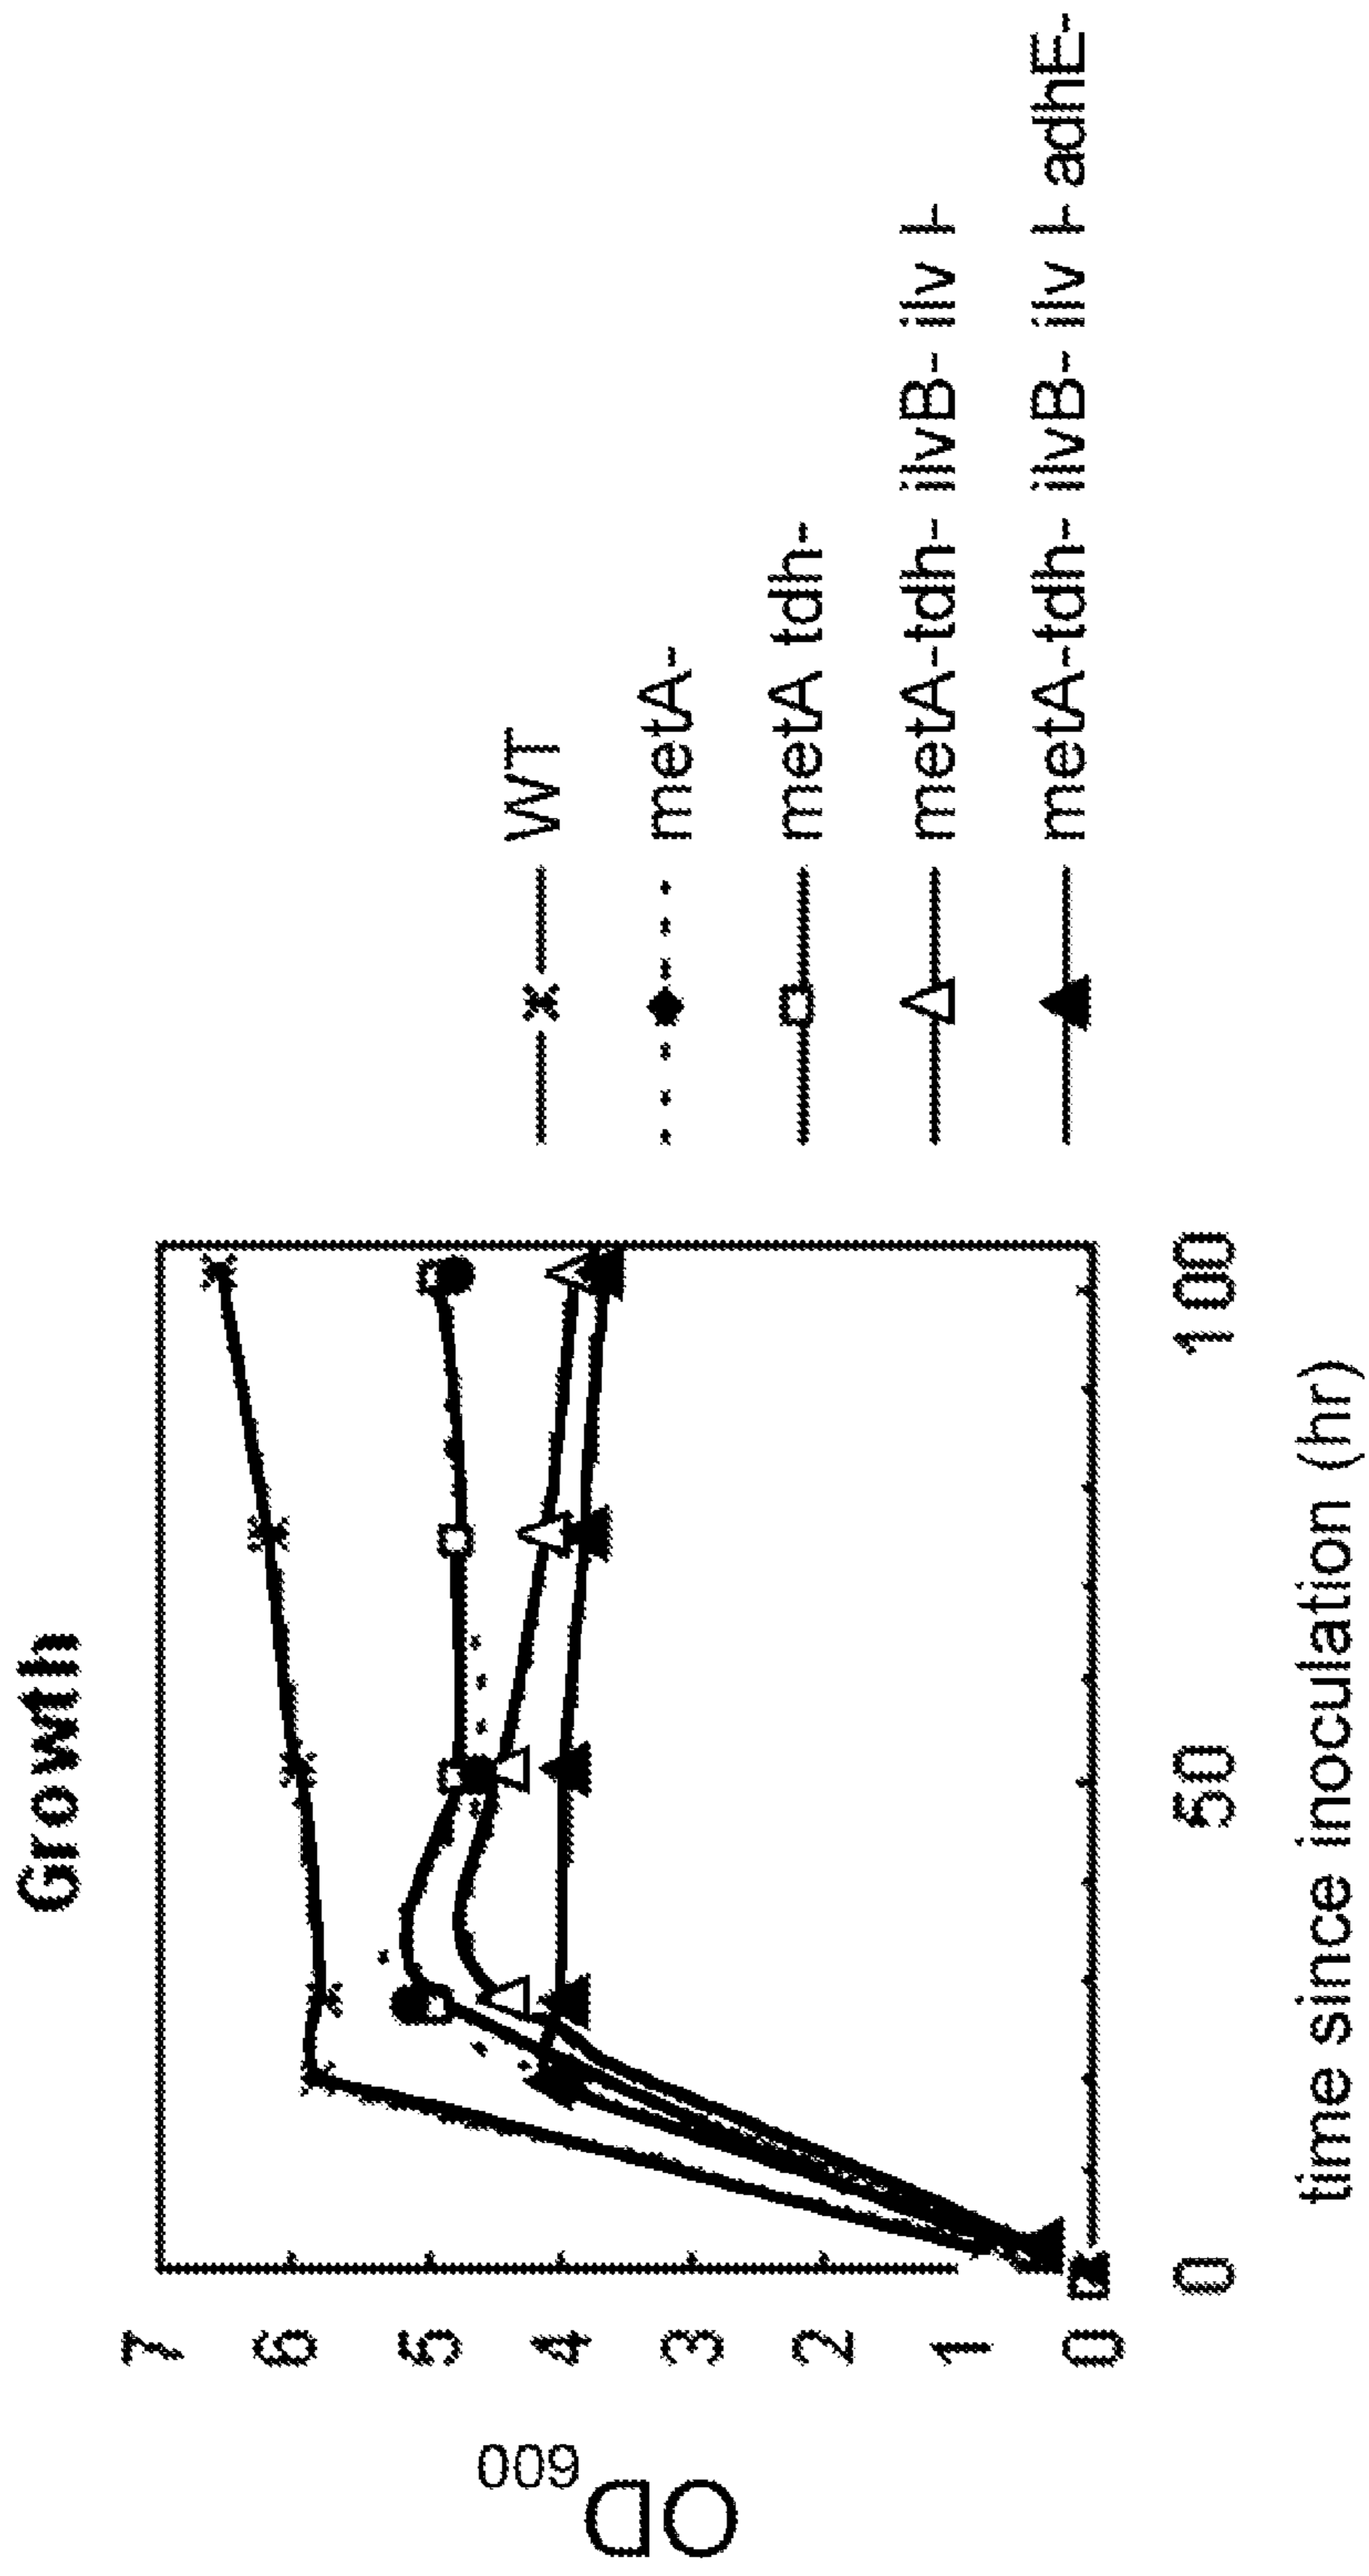 Growth
OD600
7
6
5
4
3
2
1
0
0
50
100
time since inoculation (hr)
WT
metA-
metA tdh-
metA-tdh- ilvB- ilv I-
metA-tdh- ilvB- ilv I- adhE-